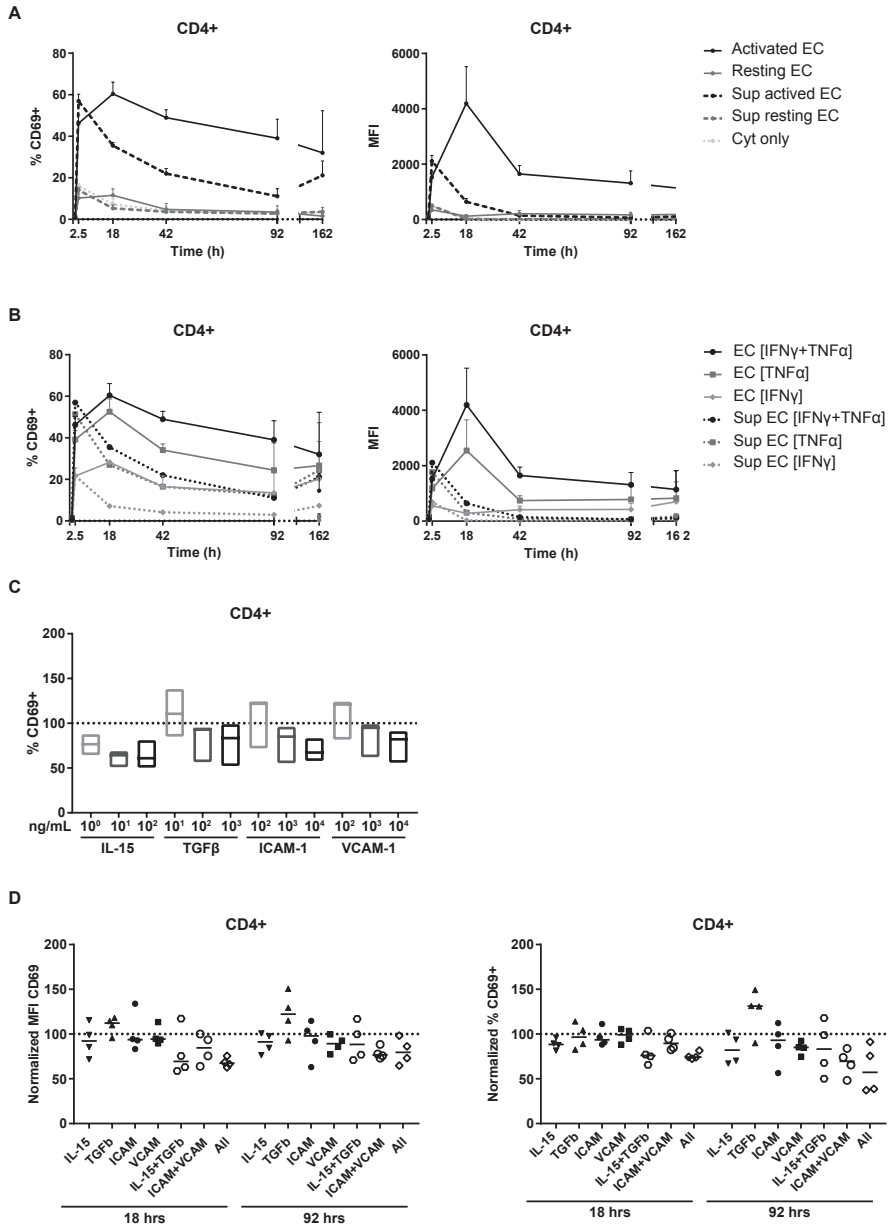 A
CD4+
80
60
40
20
0
% CD69+
2.5
18
42
92
162
Time (h)
CD4+
6000
4000
2000
0
MFI
2.5
18
42
92
162
Time (h)
Activated EC
Resting EC
Sup actived EC
Sup resting EC
Cyt only
B
CD4+
80
60
40
20
0
% CD69+
2.5
18
42
92
162
Time (h)
CD4+
6000
4000
2000
0
MFI
2.5
18
42
92
16 2
Time (h)
EC [IFNγ+TNFα]
EC [TNFα]
EC [IFNγ]
Sup EC [IFNγ+TNFα]
Sup EC [TNFα]
Sup EC [IFNγ]
C
CD4+
200
150
100
50
0
% CD69+
ng/mL 10⁰ 10¹ 10² 10¹ 10² 10³ 10² 10³ 10⁴ 10² 10³ 10⁴
IL-15 TGFβ ICAM-1 VCAM-1
D
CD4+
200
150
100
50
0
Normalized MFI CD69
IL-15
TGFb
ICAM
VCAM
IL-15+TGFb
ICAM+VCAM
All
IL-15
TGFb
ICAM
VCAM
IL-15+TGFb
ICAM+VCAM
All
18 hrs
92 hrs
CD4+
200
150
100
50
0
Normalized % CD69+
IL-15
TGFb
ICAM
VCAM
IL-15+TGFb
ICAM+VCAM
All
IL-15
TGFb
ICAM
VCAM
IL-15+TGFb
ICAM+VCAM
All
18 hrs
92 hrs